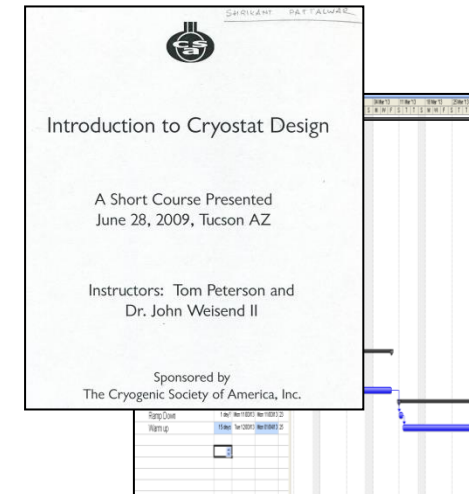 SHRIKANT PATTALWAR
csa
Introduction to Cryostat Design
A Short Course Presented
June 28, 2009, Tucson AZ
Instructors: Tom Peterson and
Dr. John Weisend II
Sponsored by
The Cryogenic Society of America, Inc.
Ramp Down
Warm up